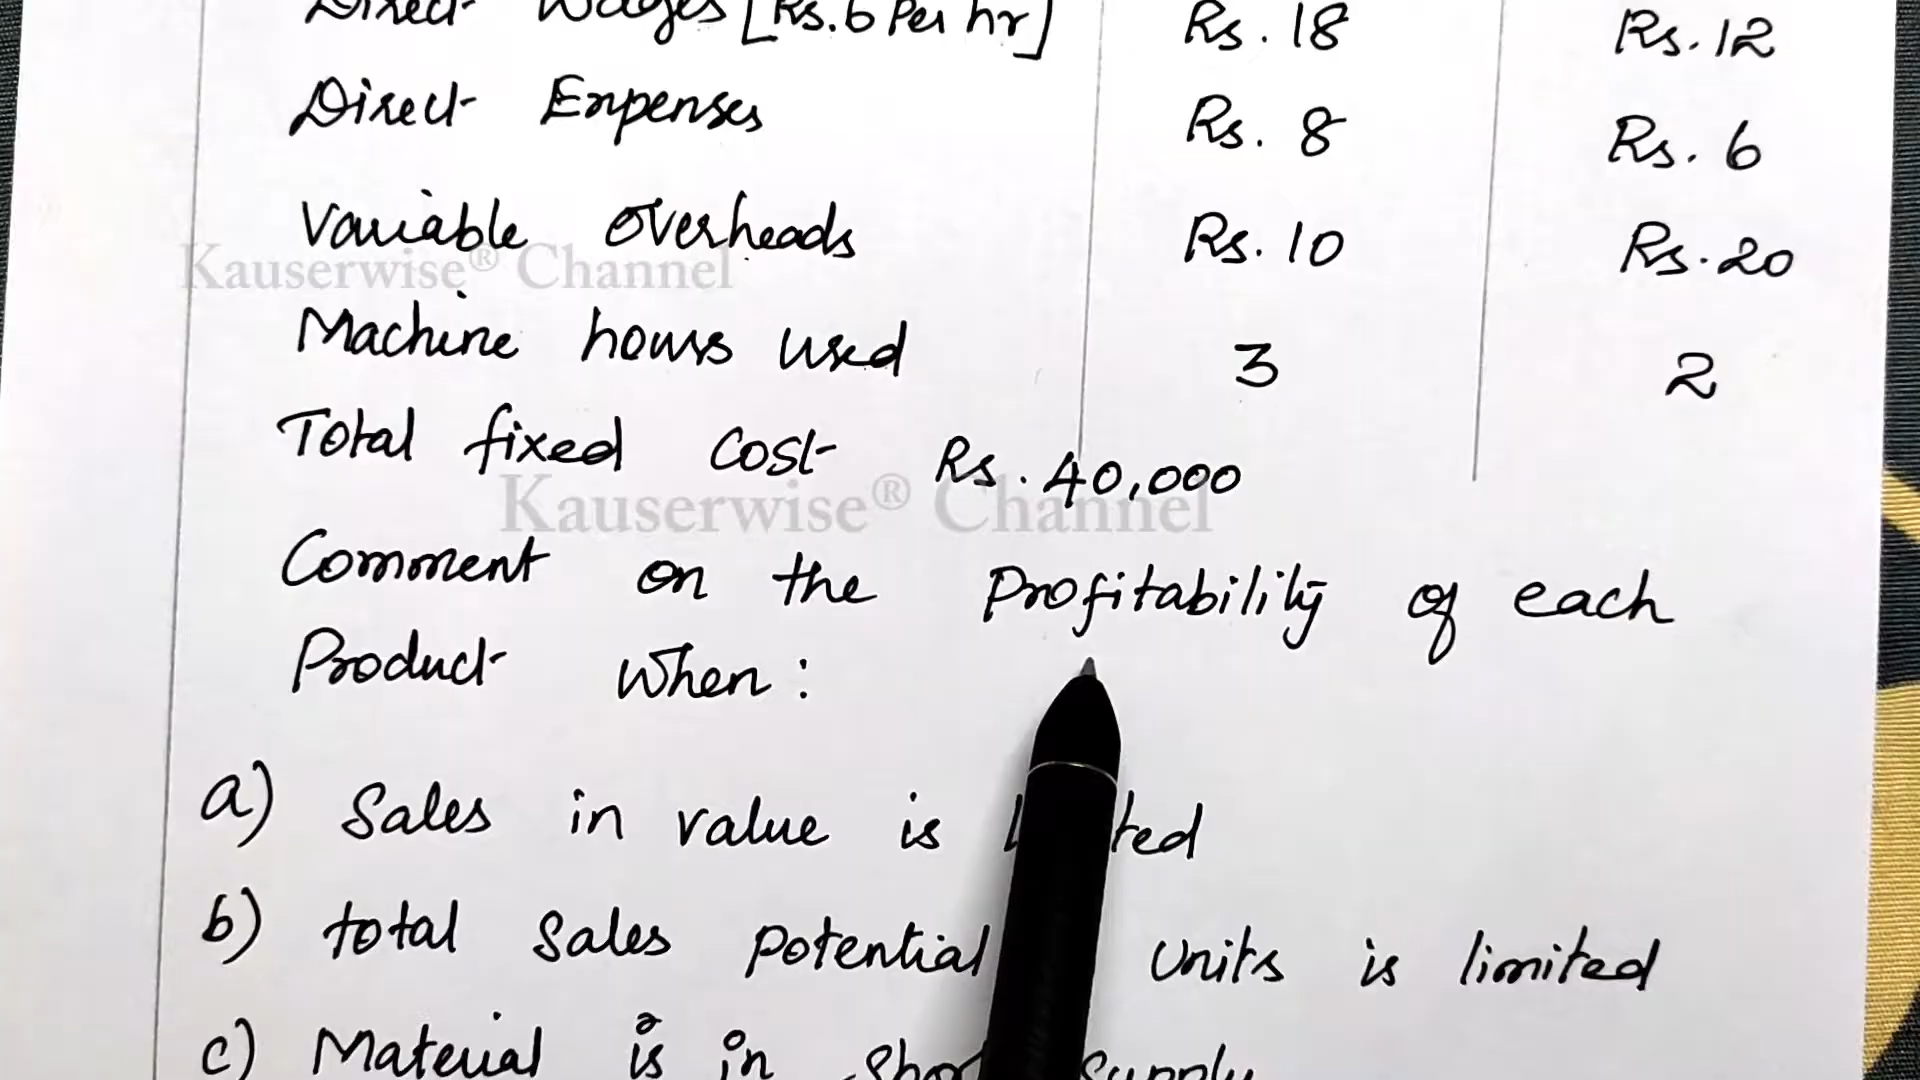 Direct Wages [Rs.6 Per hr] Rs. 18 Rs. 12
Direct Expenses Rs. 8 Rs. 6
Variable overheads Rs. 10 Rs. 20
Kauserwise® Channel
Machine hours used 3 2
Total fixed cost Rs. 40,000
Kauserwise® Channel
Comment on the Profitability of each
Product when :
a) Sales in value is
b) total Sales potential units is limited
c) Material is in supply